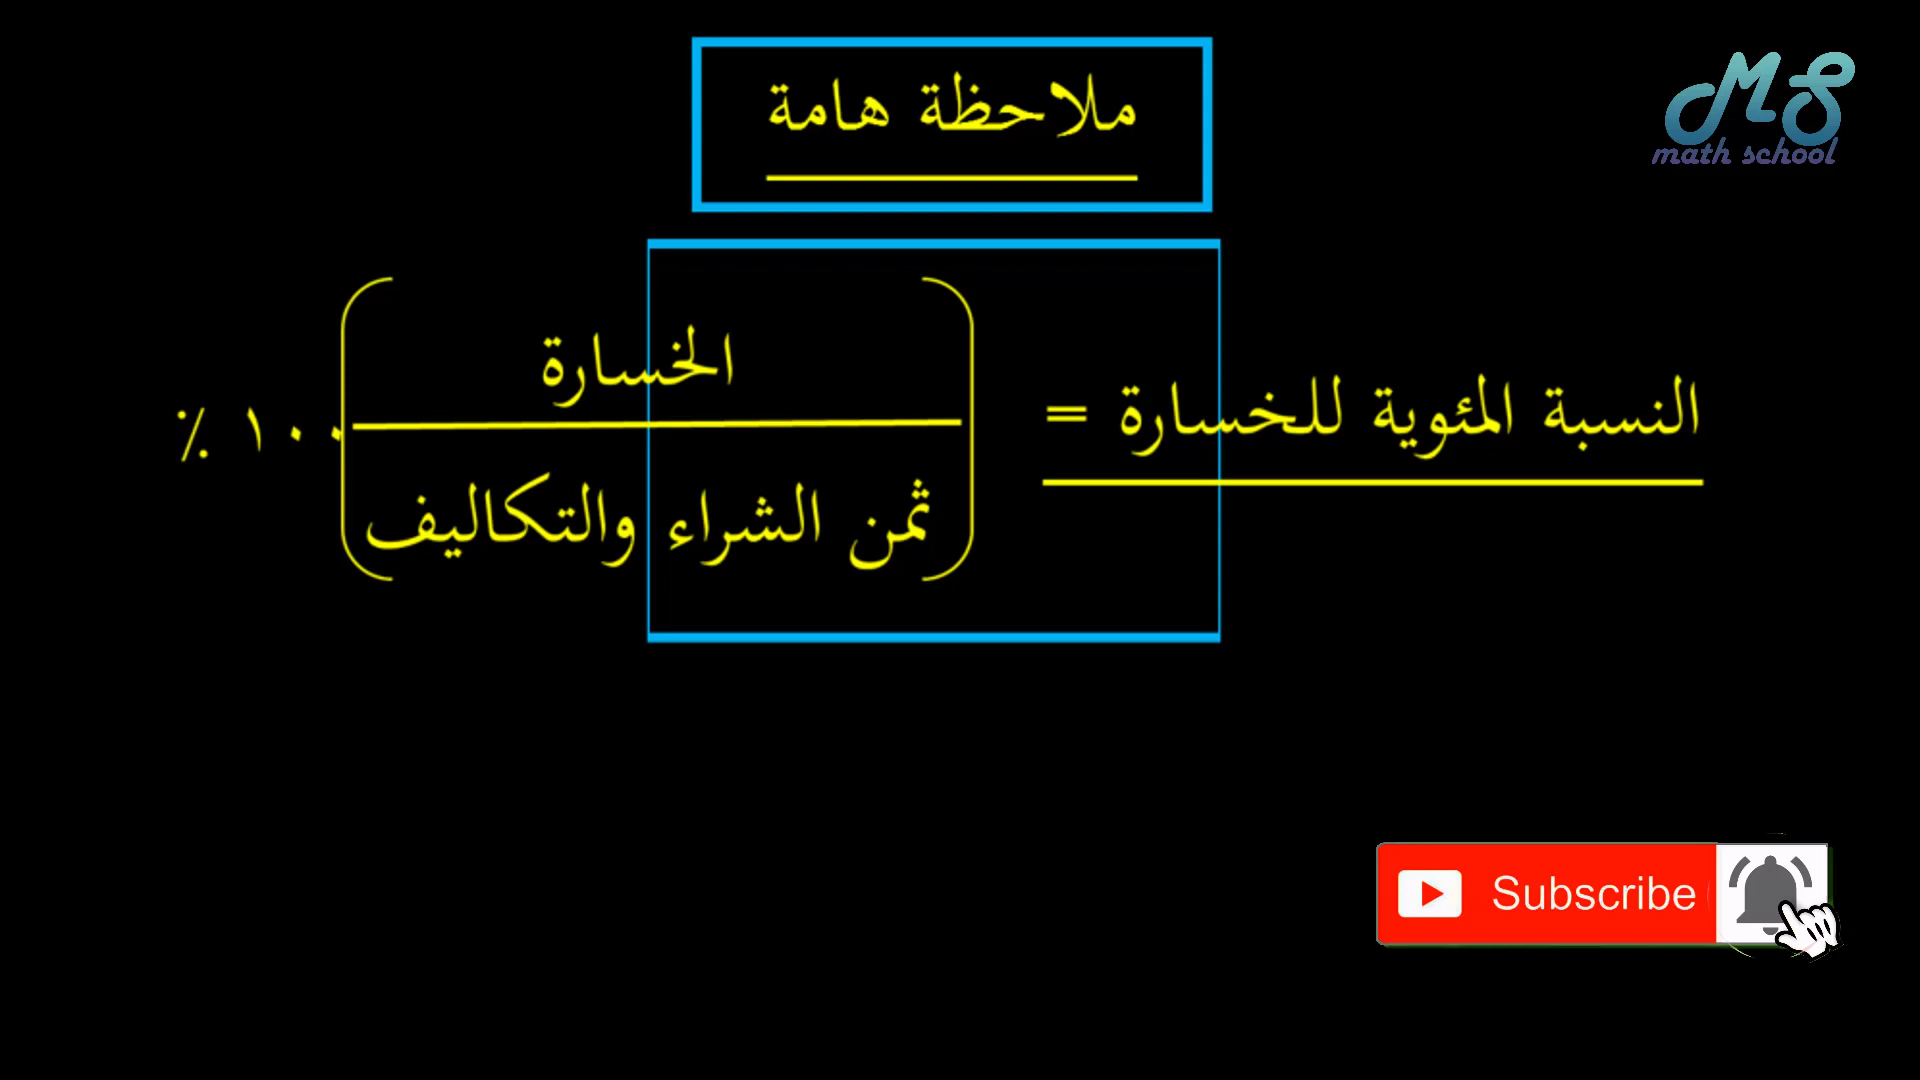 ملاحظة هامة
MS
math school
الخسارة
النسبة المئوية للخسارة = ١٠٠ ٪
ثمن الشراء والتكاليف
Subscribe